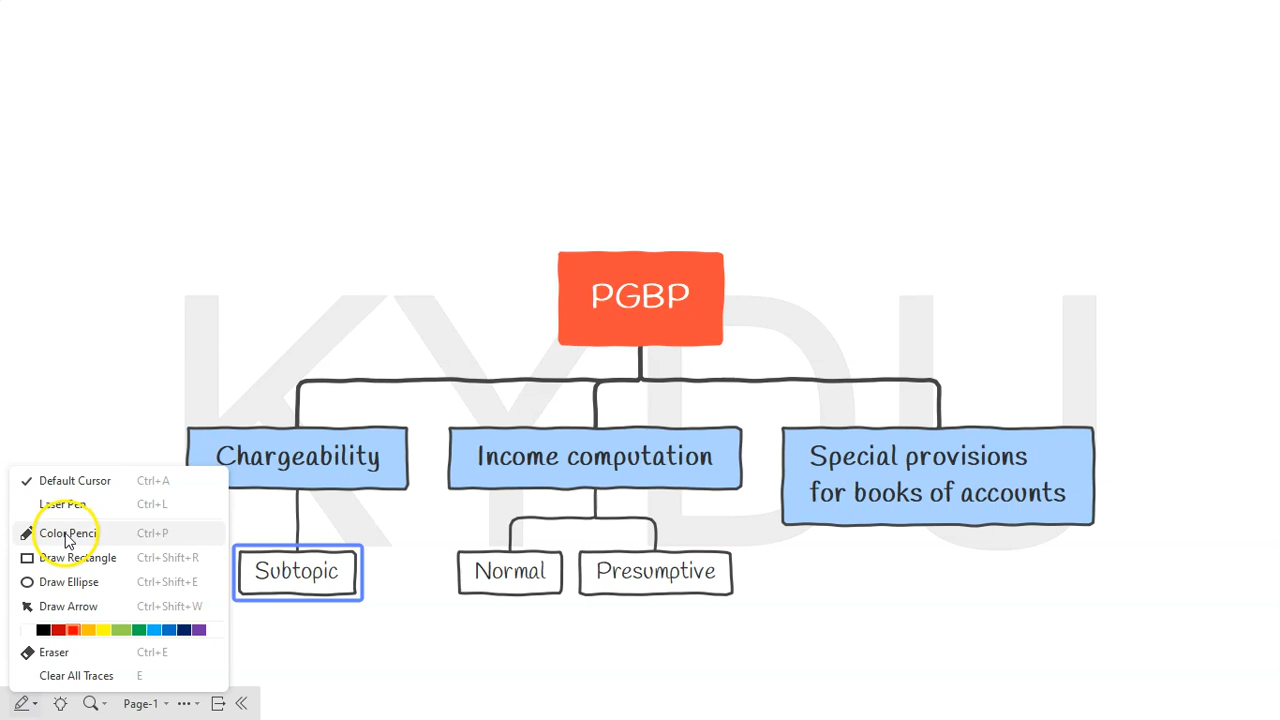 PGBP
KYDU
Chargeability
Income computation
Special provisions
for books of accounts
Subtopic
Normal
Presumptive
Default Cursor Ctrl+A
Laser Pen Ctrl+L
Color Pencil Ctrl+P
Draw Rectangle Ctrl+Shift+R
Draw Ellipse Ctrl+Shift+E
Draw Arrow Ctrl+Shift+W
Eraser Ctrl+E
Clear All Traces E
Page-1